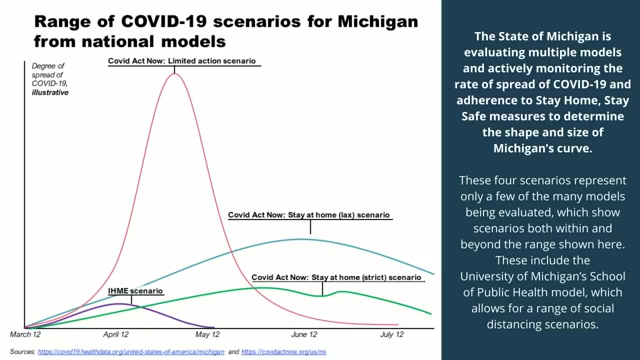 Range of COVID-19 scenarios for Michigan
from national models
Degree of
spread of
COVID-19,
illustrative
Covid Act Now: Limited action scenario
Covid Act Now: Stay at home (lax) scenario
Covid Act Now: Stay at home (strict) scenario
IHME scenario
March 12
April 12
May 12
June 12
July 12
Sources: https://covid19.healthdata.org/united-states-of-america/michigan and https://covidactnow.org/us/mi
The State of Michigan is
evaluating multiple models
and actively monitoring the
rate of spread of COVID-19 and
adherence to Stay Home, Stay
Safe measures to determine
the shape and size of
Michigan's curve.
These four scenarios represent
only a few of the many models
being evaluated, which show
scenarios both within and
beyond the range shown here.
These include the
University of Michigan's School
of Public Health model, which
allows for a range of social
distancing scenarios.